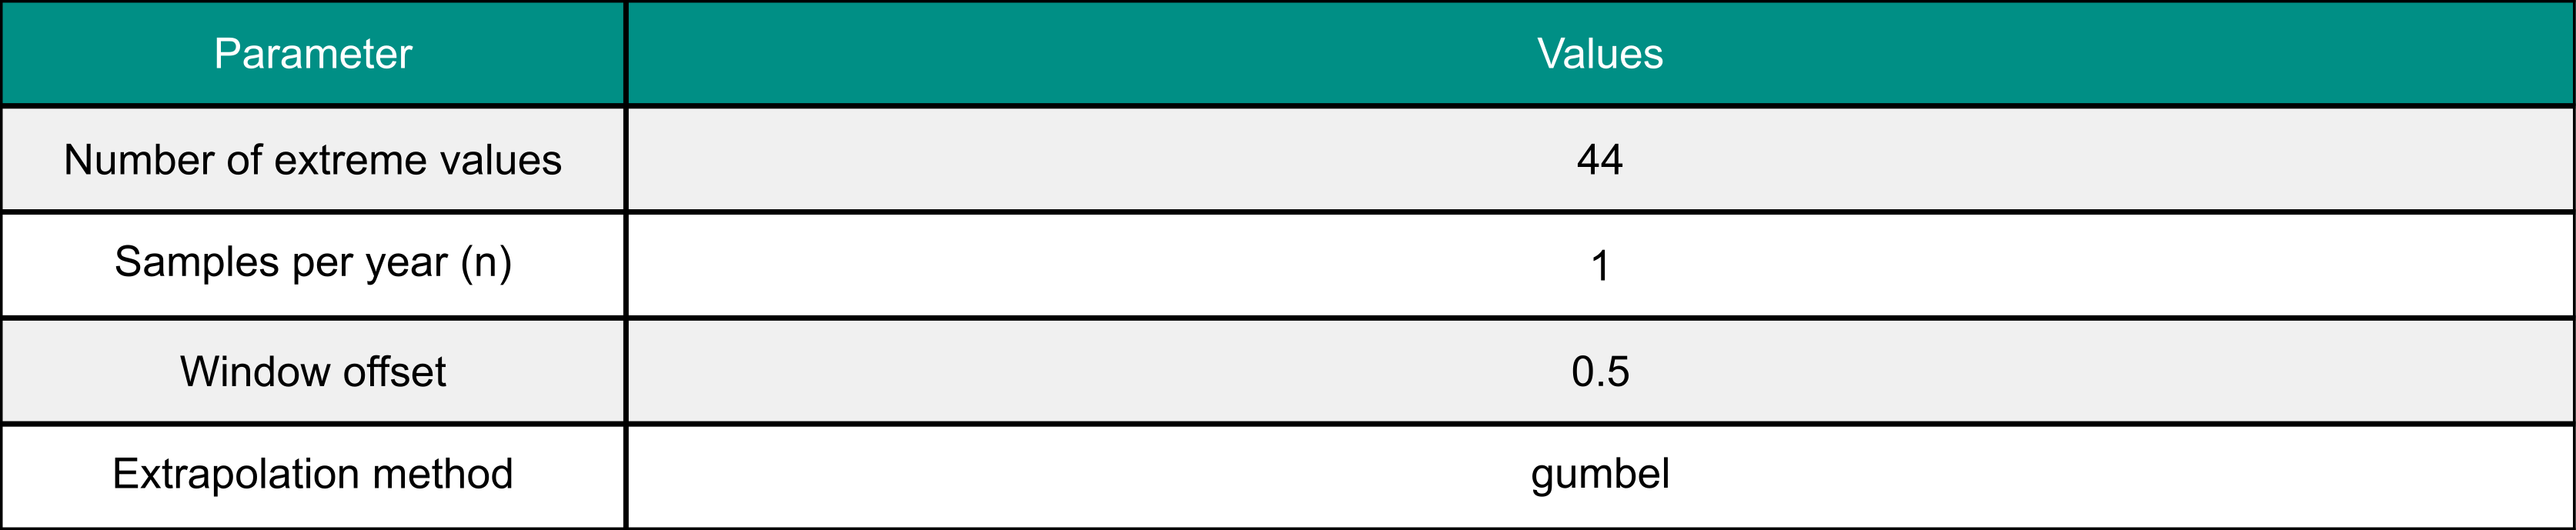 Parameter Values
Number of extreme values 44
Samples per year (n) 1
Window offset 0.5
Extrapolation method gumbel